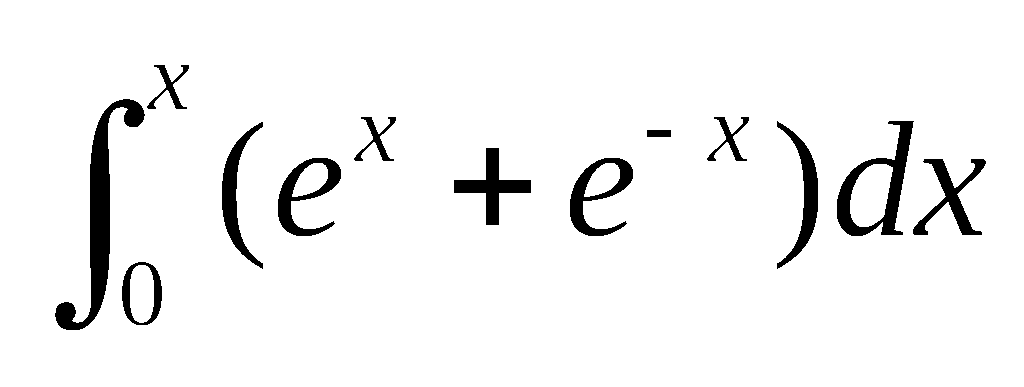 ∫₀ˣ (eˣ + e⁻ ˣ)dx